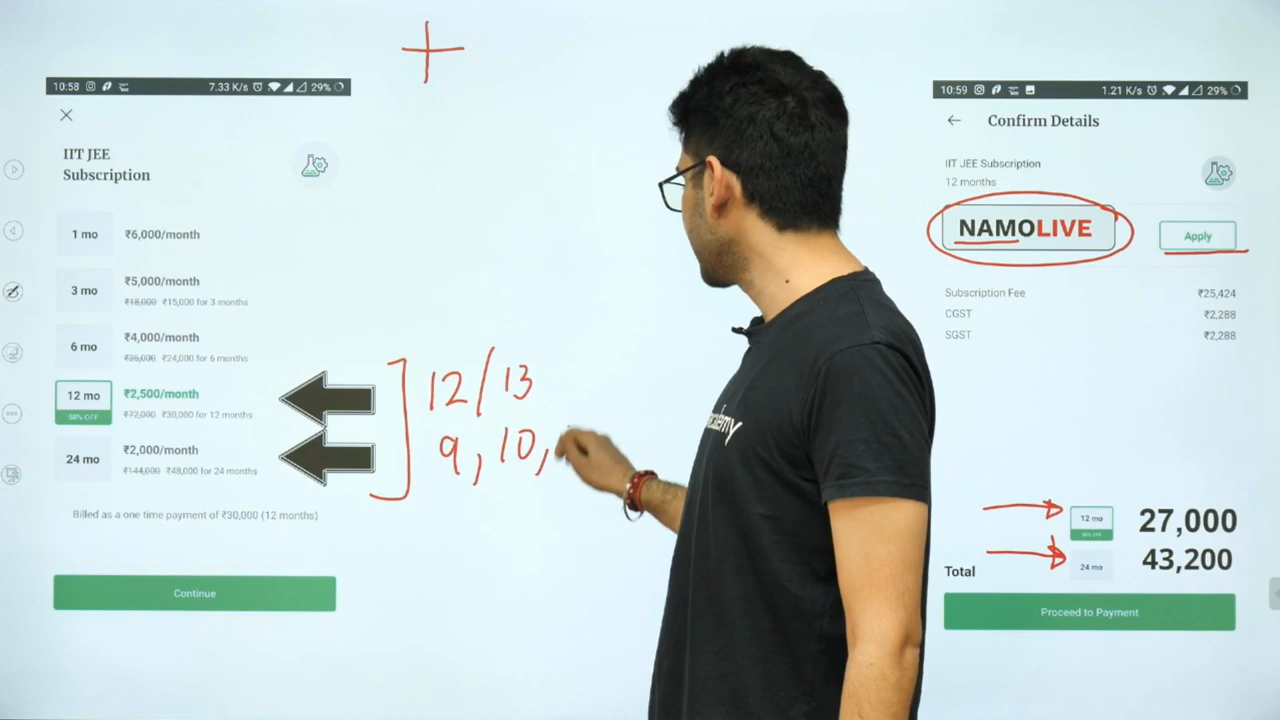 10:58
7.33 K/s
29%
IIT JEE
Subscription
1 mo
₹6,000/month
3 mo
₹5,000/month
₹18,000 ₹15,000 for 3 months
6 mo
₹4,000/month
₹36,000 ₹24,000 for 6 months
12 mo
58% OFF
₹2,500/month
₹72,000 ₹30,000 for 12 months
24 mo
₹2,000/month
₹144,000 ₹48,000 for 24 months
Billed as a one time payment of ₹30,000 (12 months)
Continue
12/13
9, 10,
academy
10:59
1.21 K/s
29%
Confirm Details
IIT JEE Subscription
12 months
NAMOLIVE
Apply
Subscription Fee ₹25,424
CGST ₹2,288
SGST ₹2,288
12 mo
58% OFF
27,000
Total
24 mo
43,200
Proceed to Payment